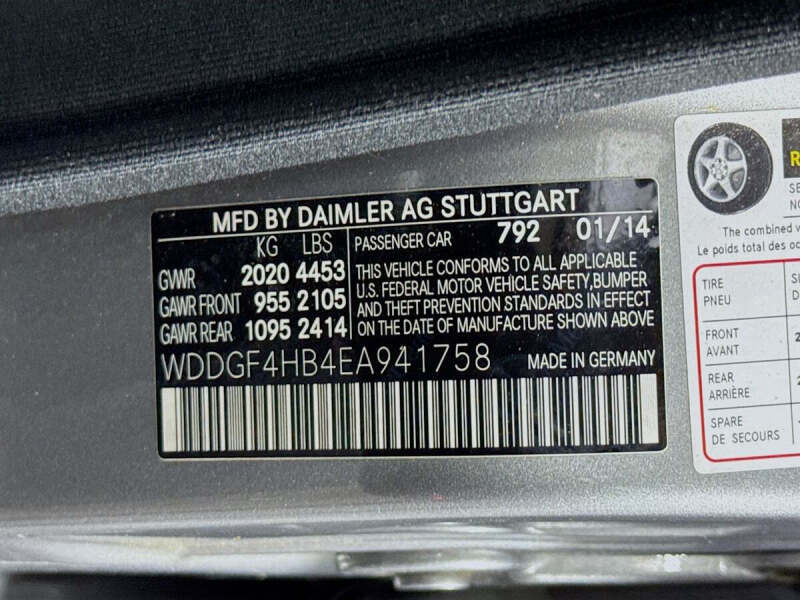 MFD BY DAIMLER AG STUTTGART
KG LBS
GVWR 2020 4453
GAWR FRONT 955 2105
GAWR REAR 1095 2414
PASSENGER CAR 792 01/14
THIS VEHICLE CONFORMS TO ALL APPLICABLE
U.S. FEDERAL MOTOR VEHICLE SAFETY,BUMPER
AND THEFT PREVENTION STANDARDS IN EFFECT
ON THE DATE OF MANUFACTURE SHOWN ABOVE
WDDGF4HB4EA941758 MADE IN GERMANY
The combined
Le poids total des
TIRE
PNEU
FRONT
AVANT
REAR
ARRIÈRE
SPARE
DE SECOURS